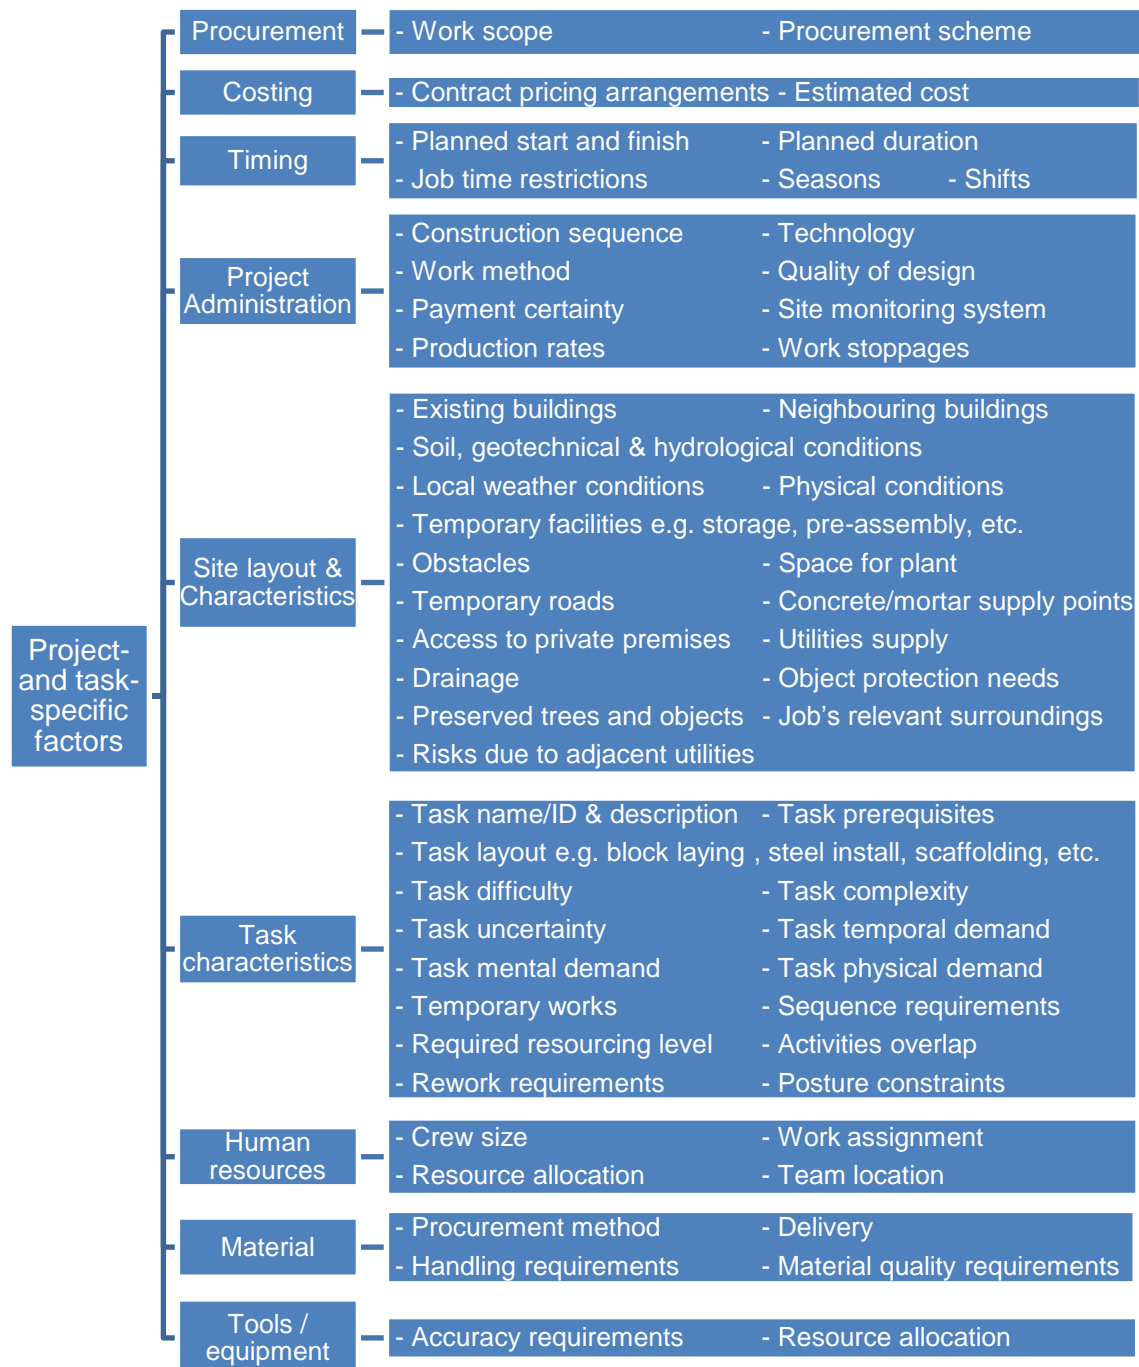 Project-
and task-
specific
factors
Procurement
- Work scope - Procurement scheme
Costing
- Contract pricing arrangements - Estimated cost
Timing
- Planned start and finish - Planned duration
- Job time restrictions - Seasons - Shifts
Project
Administration
- Construction sequence - Technology
- Work method - Quality of design
- Payment certainty - Site monitoring system
- Production rates - Work stoppages
Site layout &
Characteristics
- Existing buildings - Neighbouring buildings
- Soil, geotechnical & hydrological conditions
- Local weather conditions - Physical conditions
- Temporary facilities e.g. storage, pre-assembly, etc.
- Obstacles - Space for plant
- Temporary roads - Concrete/mortar supply points
- Access to private premises - Utilities supply
- Drainage - Object protection needs
- Preserved trees and objects - Job's relevant surroundings
- Risks due to adjacent utilities
Task
characteristics
- Task name/ID & description - Task prerequisites
- Task layout e.g. block laying , steel install, scaffolding, etc.
- Task difficulty - Task complexity
- Task uncertainty - Task temporal demand
- Task mental demand - Task physical demand
- Temporary works - Sequence requirements
- Required resourcing level - Activities overlap
- Rework requirements - Posture constraints
Human
resources
- Crew size - Work assignment
- Resource allocation - Team location
Material
- Procurement method - Delivery
- Handling requirements - Material quality requirements
Tools /
equipment
- Accuracy requirements - Resource allocation